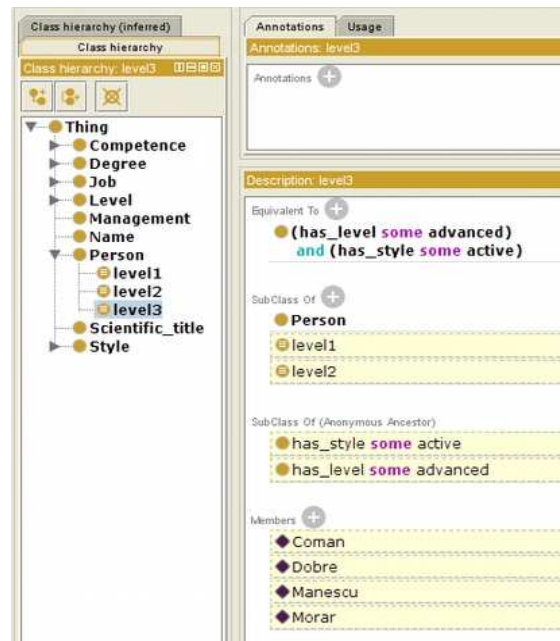 Class hierarchy (inferred)
Class hierarchy
Class hierarchy: level3
Thing
Competence
Degree
Job
Level
Management
Name
Person
level1
level2
level3
Scientific_title
Style
Annotations Usage
Annotations: level3
Annotations
Description: level3
Equivalent To
(has_level some advanced)
and (has_style some active)
SubClass Of
Person
level1
level2
SubClass Of (Anonymous Ancestor)
has_style some active
has_level some advanced
Members
Coman
Dobre
Manescu
Morar